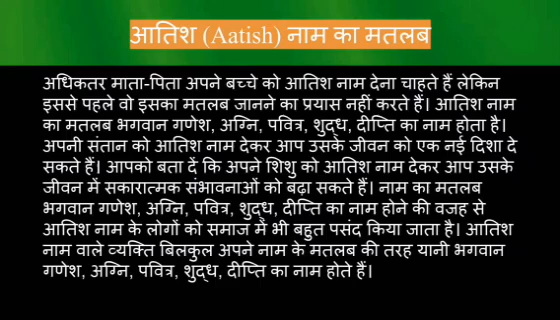 आतिश (Aatish) नाम का मतलब
अधिकतर माता-पिता अपने बच्चे को आतिश नाम देना चाहते हैं लेकिन
इससे पहले वो इसका मतलब जानने का प्रयास नहीं करते हैं। आतिश नाम
का मतलब भगवान गणेश, अग्नि, पवित्र, शुद्ध, दीप्ति का नाम होता है।
अपनी संतान को आतिश नाम देकर आप उसके जीवन को एक नई दिशा दे
सकते हैं। आपको बता दें कि अपने शिशु को आतिश नाम देकर आप उसके
जीवन में सकारात्मक संभावनाओं को बढ़ा सकते हैं। नाम का मतलब
भगवान गणेश, अग्नि, पवित्र, शुद्ध, दीप्ति का नाम होने की वजह से
आतिश नाम के लोगों को समाज में भी बहुत पसंद किया जाता है। आतिश
नाम वाले व्यक्ति बिलकुल अपने नाम के मतलब की तरह यानी भगवान
गणेश, अग्नि, पवित्र, शुद्ध, दीप्ति का नाम होते हैं।